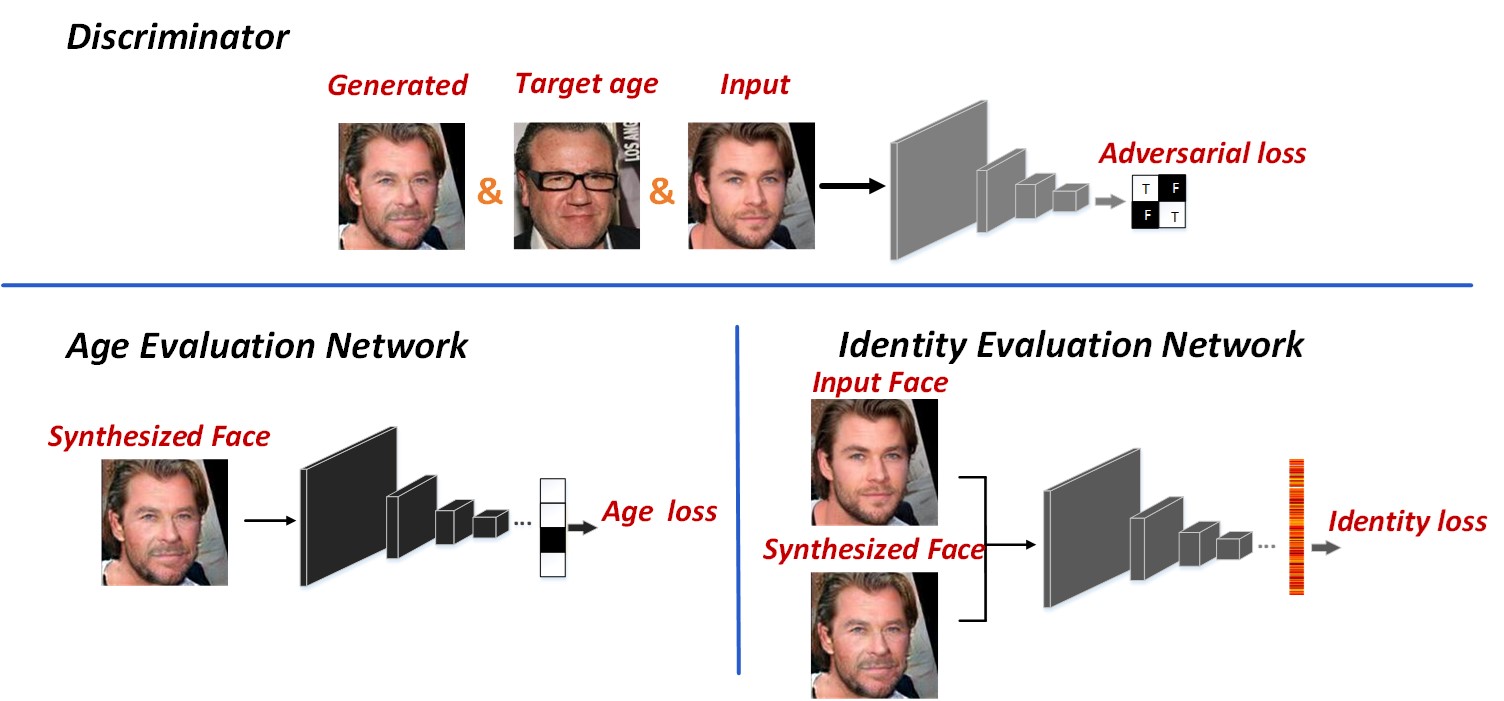 Discriminator
Generated
Target age
Input
&
&
LOS ANG
Adversarial loss
T F
F T
Age Evaluation Network
Synthesized Face
...
Age loss
Identity Evaluation Network
Input Face
Synthesized Face
...
Identity loss